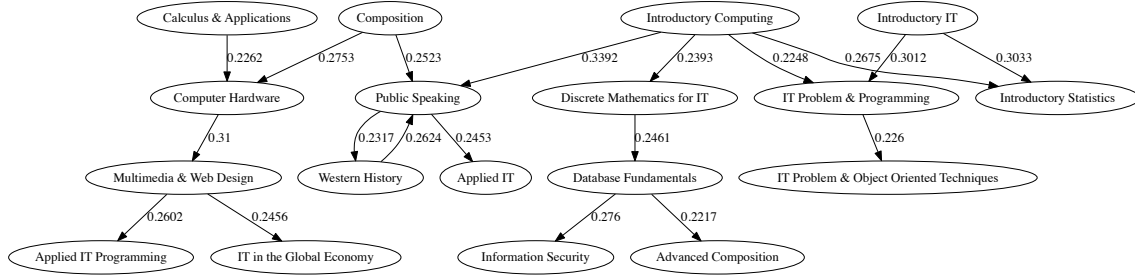 Calculus & Applications
Composition
Introductory Computing
Introductory IT
0.2262
0.2753
0.2523
0.3392
0.2393
0.2248
0.2675
0.3012
0.3033
Computer Hardware
Public Speaking
Discrete Mathematics for IT
IT Problem & Programming
Introductory Statistics
0.31
0.2317
0.2624
0.2453
0.2461
0.226
Multimedia & Web Design
Western History
Applied IT
Database Fundamentals
IT Problem & Object Oriented Techniques
0.2602
0.2456
0.276
0.2217
Applied IT Programming
IT in the Global Economy
Information Security
Advanced Composition